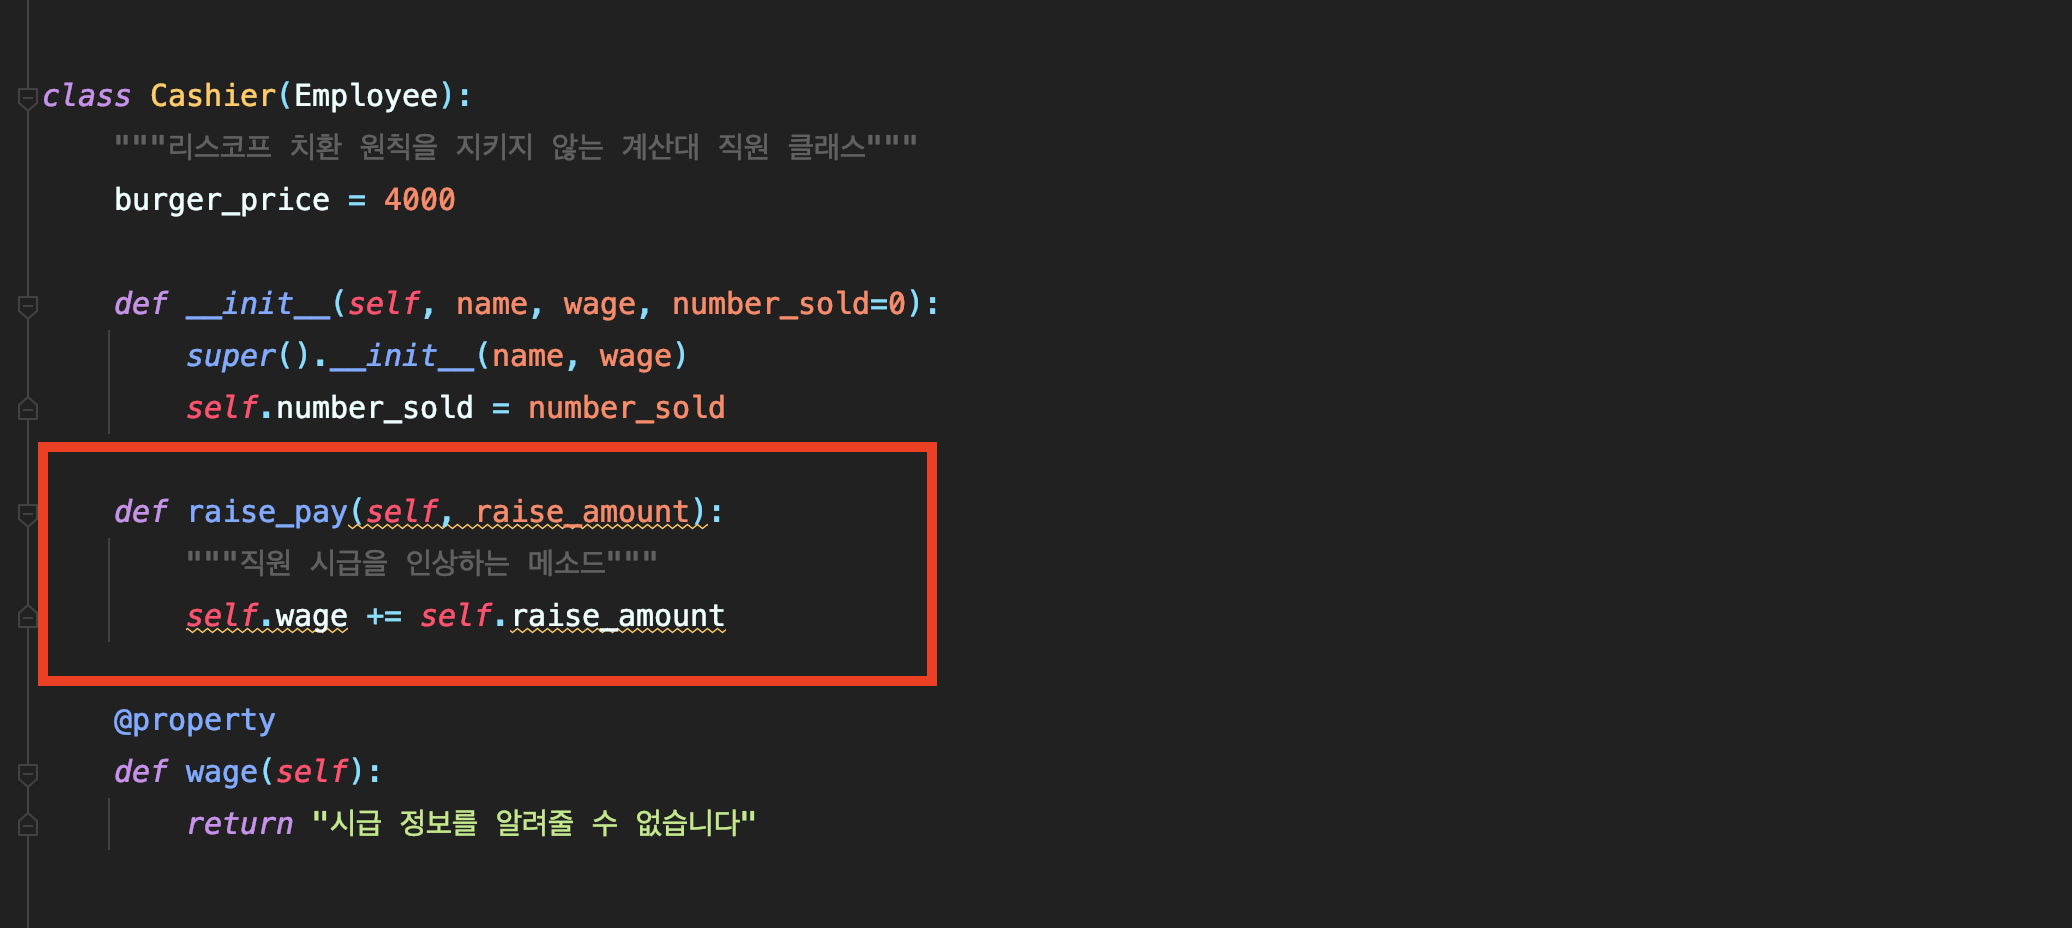 class Cashier(Employee):
"""리스코프 치환 원칙을 지키지 않는 계산대 직원 클래스"""
burger_price = 4000
def __init__(self, name, wage, number_sold=0):
super().__init__(name, wage)
self.number_sold = number_sold
def raise_pay(self, raise_amount):
"""직원 시급을 인상하는 메소드"""
self.wage += self.raise_amount
@property
def wage(self):
return "시급 정보를 알려줄 수 없습니다"